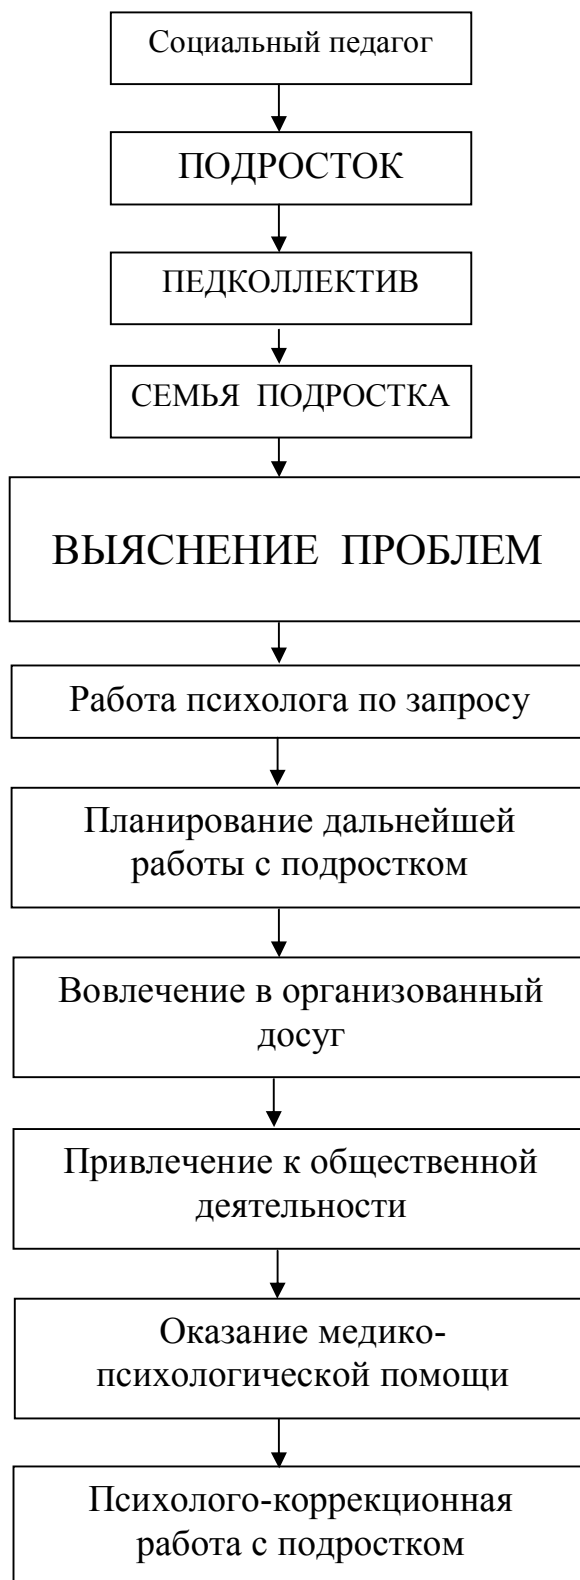 Социальный педагог
ПОДРОСТОК
ПЕДКОЛЛЕКТИВ
СЕМЬЯ ПОДРОСТКА
ВЫЯСНЕНИЕ ПРОБЛЕМ
Работа психолога по запросу
Планирование дальнейшей
работы с подростком
Вовлечение в организованный
досуг
Привлечение к общественной
деятельности
Оказание медико-
психологической помощи
Психолого-коррекционная
работа с подростком